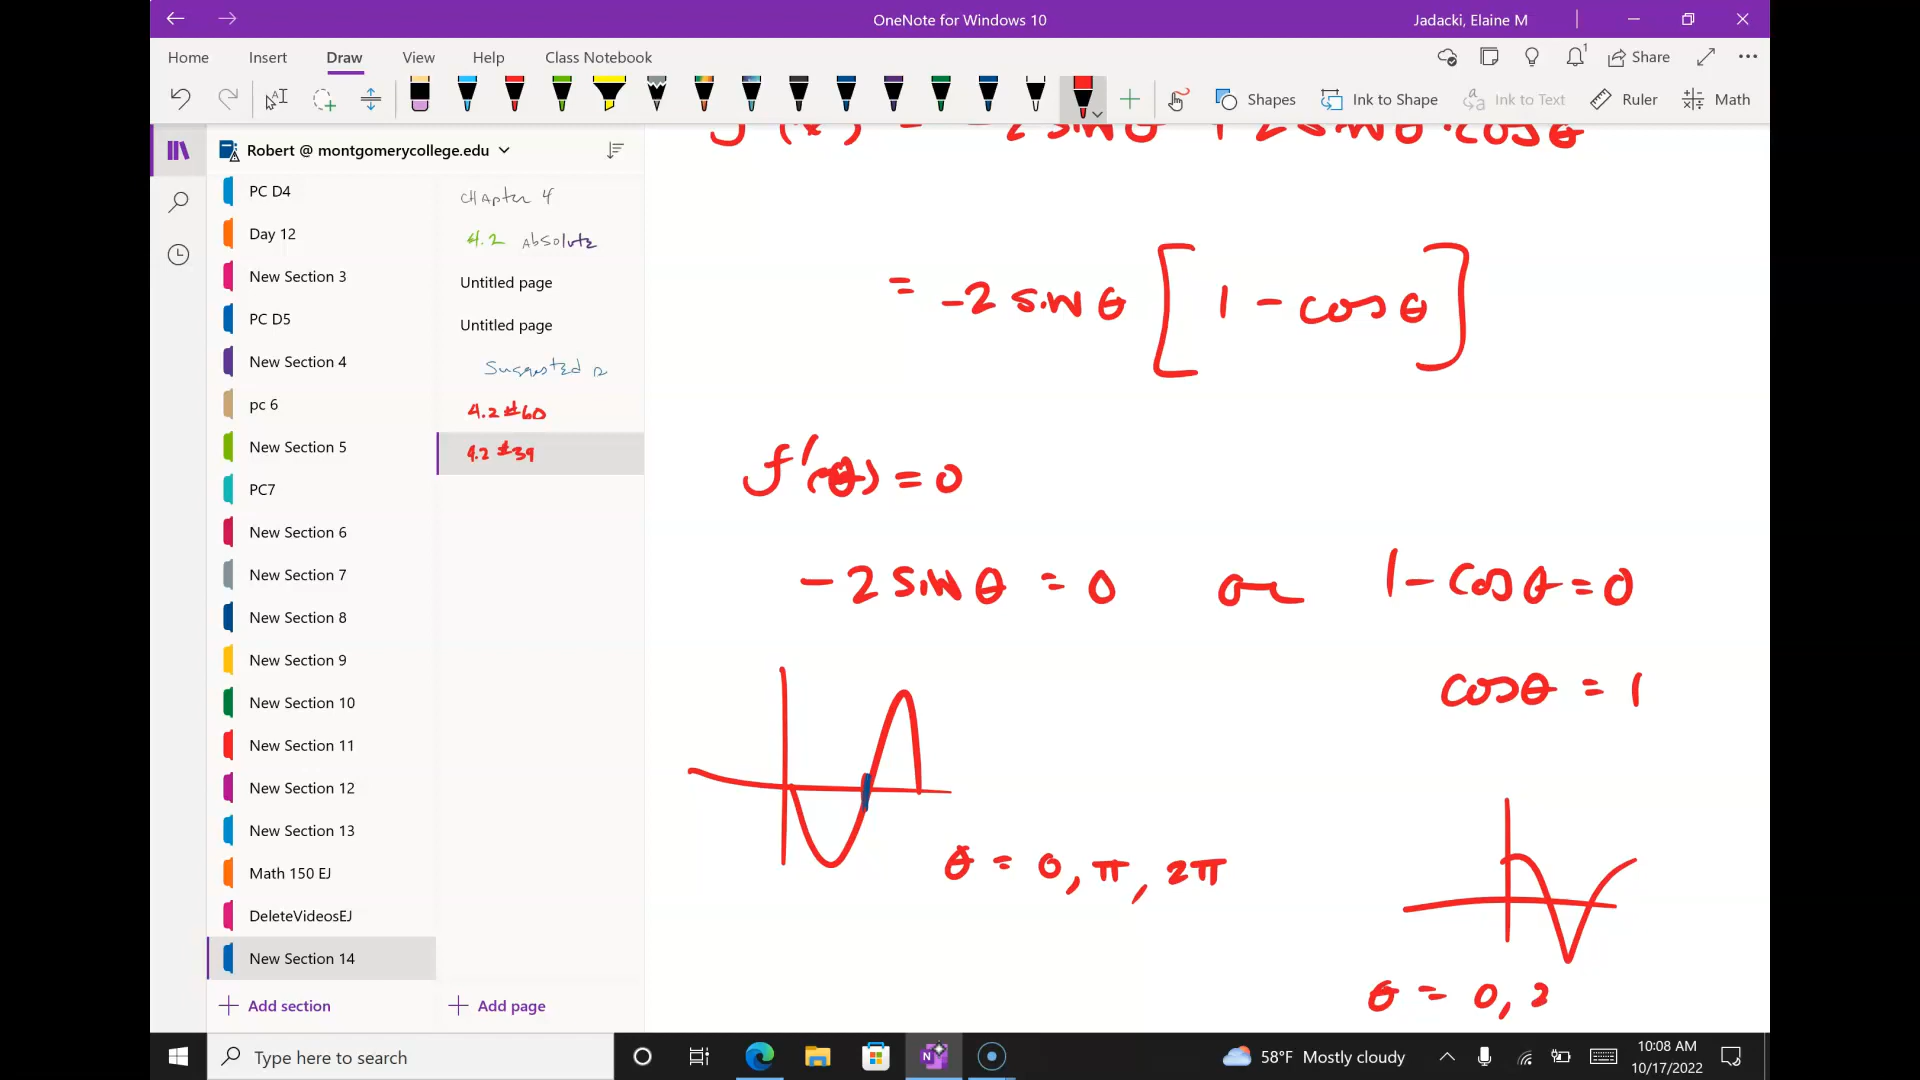 OneNote for Windows 10
Jadacki, Elaine M
Home Insert Draw View Help Class Notebook
1
Share
Shapes Ink to Shape Ink to Text Ruler Math
Robert @ montgomerycollege.edu
PC D4
Day 12
New Section 3
PC D5
New Section 4
pc 6
New Section 5
PC7
New Section 6
New Section 7
New Section 8
New Section 9
New Section 10
New Section 11
New Section 12
New Section 13
Math 150 EJ
DeleteVideosEJ
New Section 14
Add section
CHApter 4
4.2 Absolute
Untitled page
Untitled page
Suggested
4.2 #60
4.2 #39
Add page
= -2 sin θ [ 1 - cos θ ]
f'(θ) = 0
-2 sin θ = 0 or 1 - cos θ = 0
cos θ = 1
θ = 0, π, 2π
θ = 0, 2
Type here to search
58°F Mostly cloudy
10:08 AM
10/17/2022